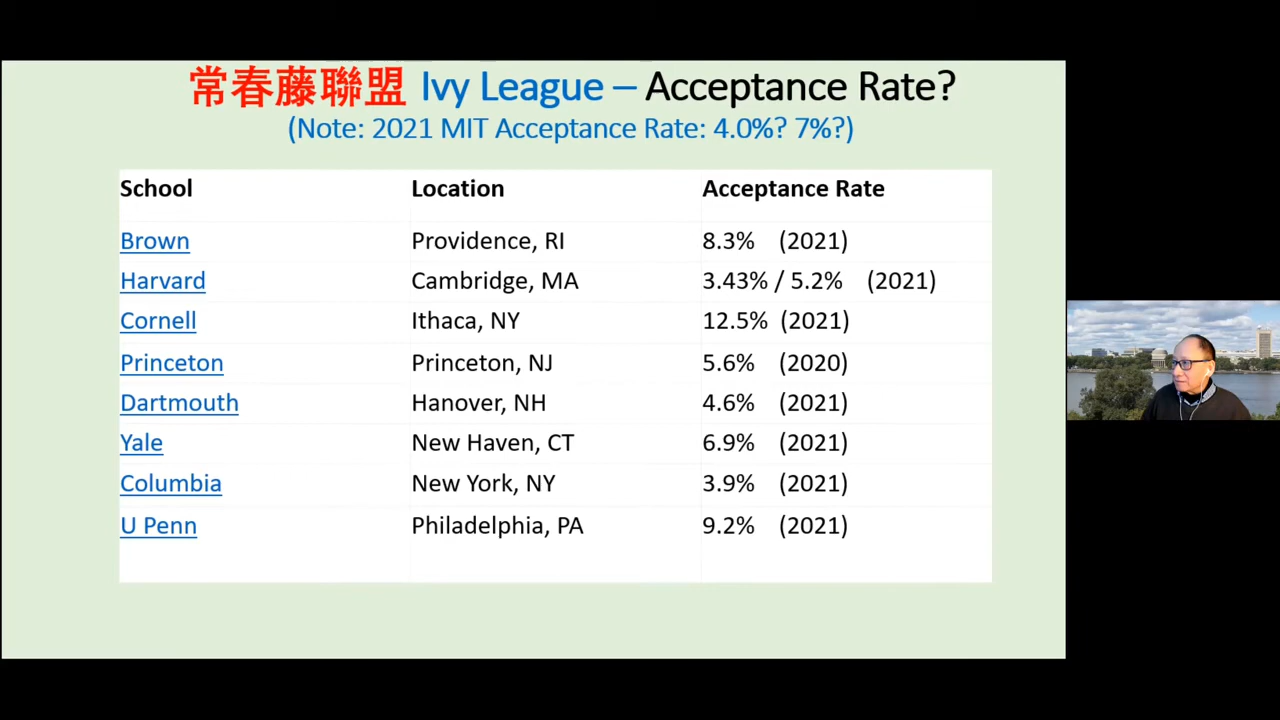 常春藤聯盟 Ivy League – Acceptance Rate?
(Note: 2021 MIT Acceptance Rate: 4.0%? 7%?)
School Location Acceptance Rate
Brown Providence, RI 8.3% (2021)
Harvard Cambridge, MA 3.43% / 5.2% (2021)
Cornell Ithaca, NY 12.5% (2021)
Princeton Princeton, NJ 5.6% (2020)
Dartmouth Hanover, NH 4.6% (2021)
Yale New Haven, CT 6.9% (2021)
Columbia New York, NY 3.9% (2021)
U Penn Philadelphia, PA 9.2% (2021)